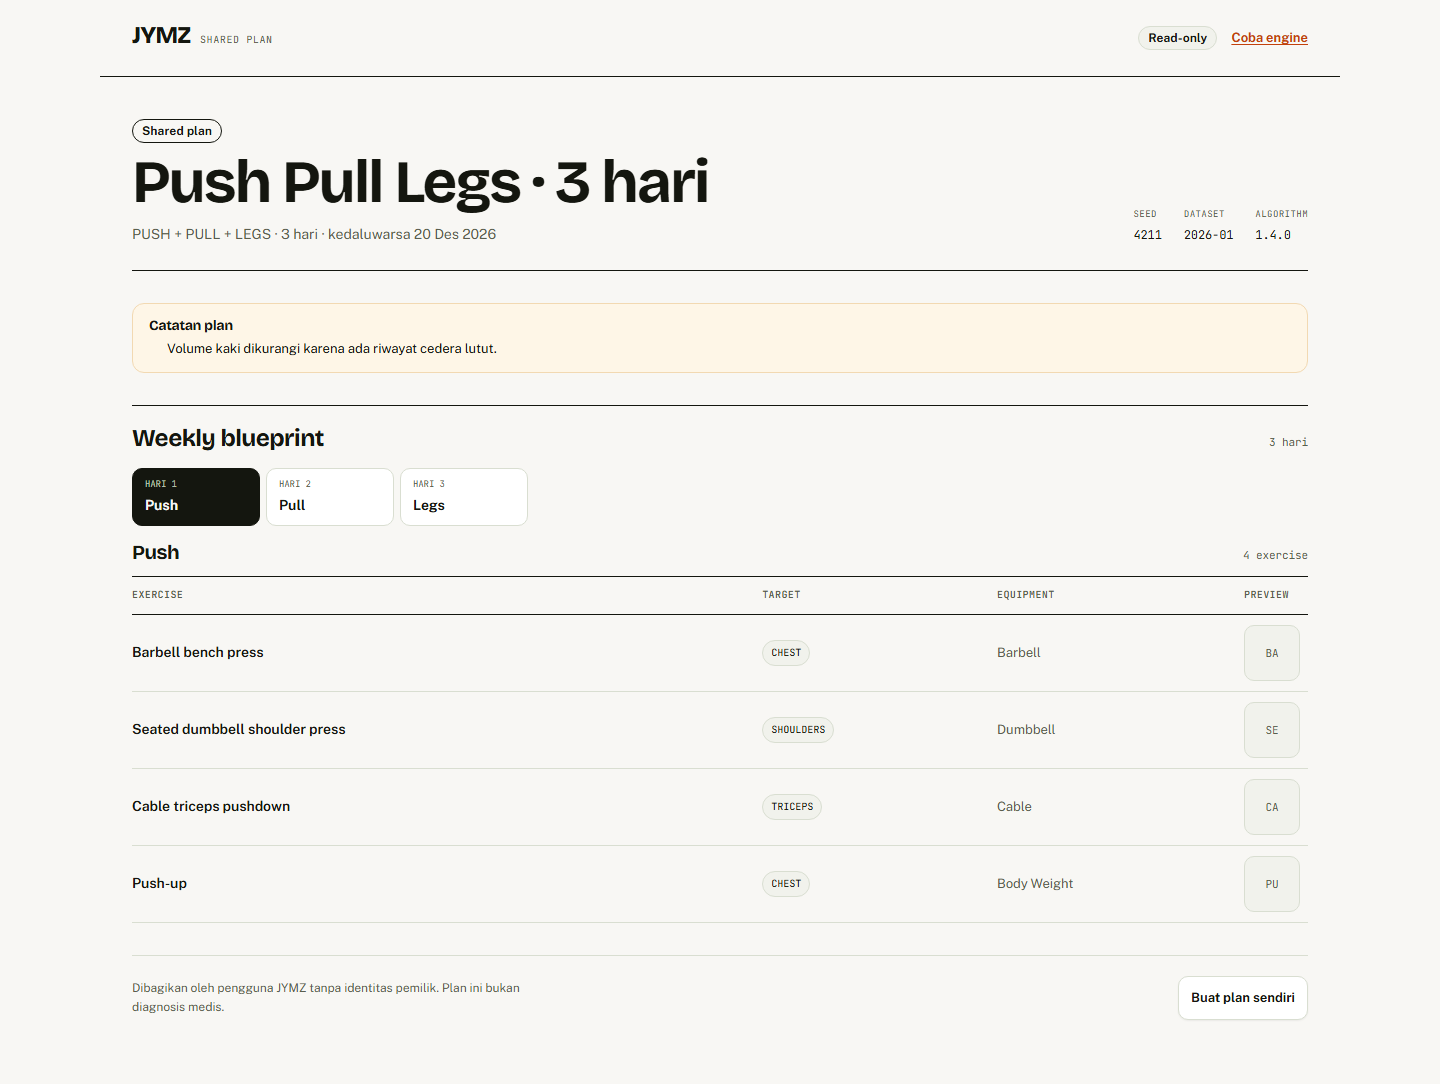 JYMZ SHARED PLAN
Read-only
Coba engine
Shared plan
Push Pull Legs · 3 hari
PUSH + PULL + LEGS · 3 hari · kedaluwarsa 20 Des 2026
SEED DATASET ALGORITHM
4211 2026-01 1.4.0
Catatan plan
Volume kaki dikurangi karena ada riwayat cedera lutut.
Weekly blueprint
3 hari
HARI 1
Push
HARI 2
Pull
HARI 3
Legs
Push
4 exercise
EXERCISE TARGET EQUIPMENT PREVIEW
Barbell bench press CHEST Barbell BA
Seated dumbbell shoulder press SHOULDERS Dumbbell SE
Cable triceps pushdown TRICEPS Cable CA
Push-up CHEST Body Weight PU
Dibagikan oleh pengguna JYMZ tanpa identitas pemilik. Plan ini bukan
diagnosis medis.
Buat plan sendiri